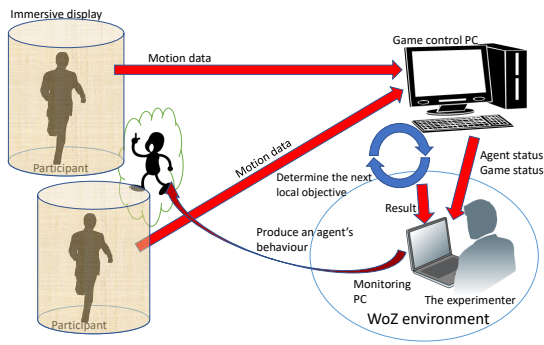 Immersive display
Game control PC
Motion data
Participant
Motion data
Determine the next
local objective
Agent status
Game status
Result
Produce an agent's
behaviour
Monitoring
PC
The experimenter
WoZ environment
Participant